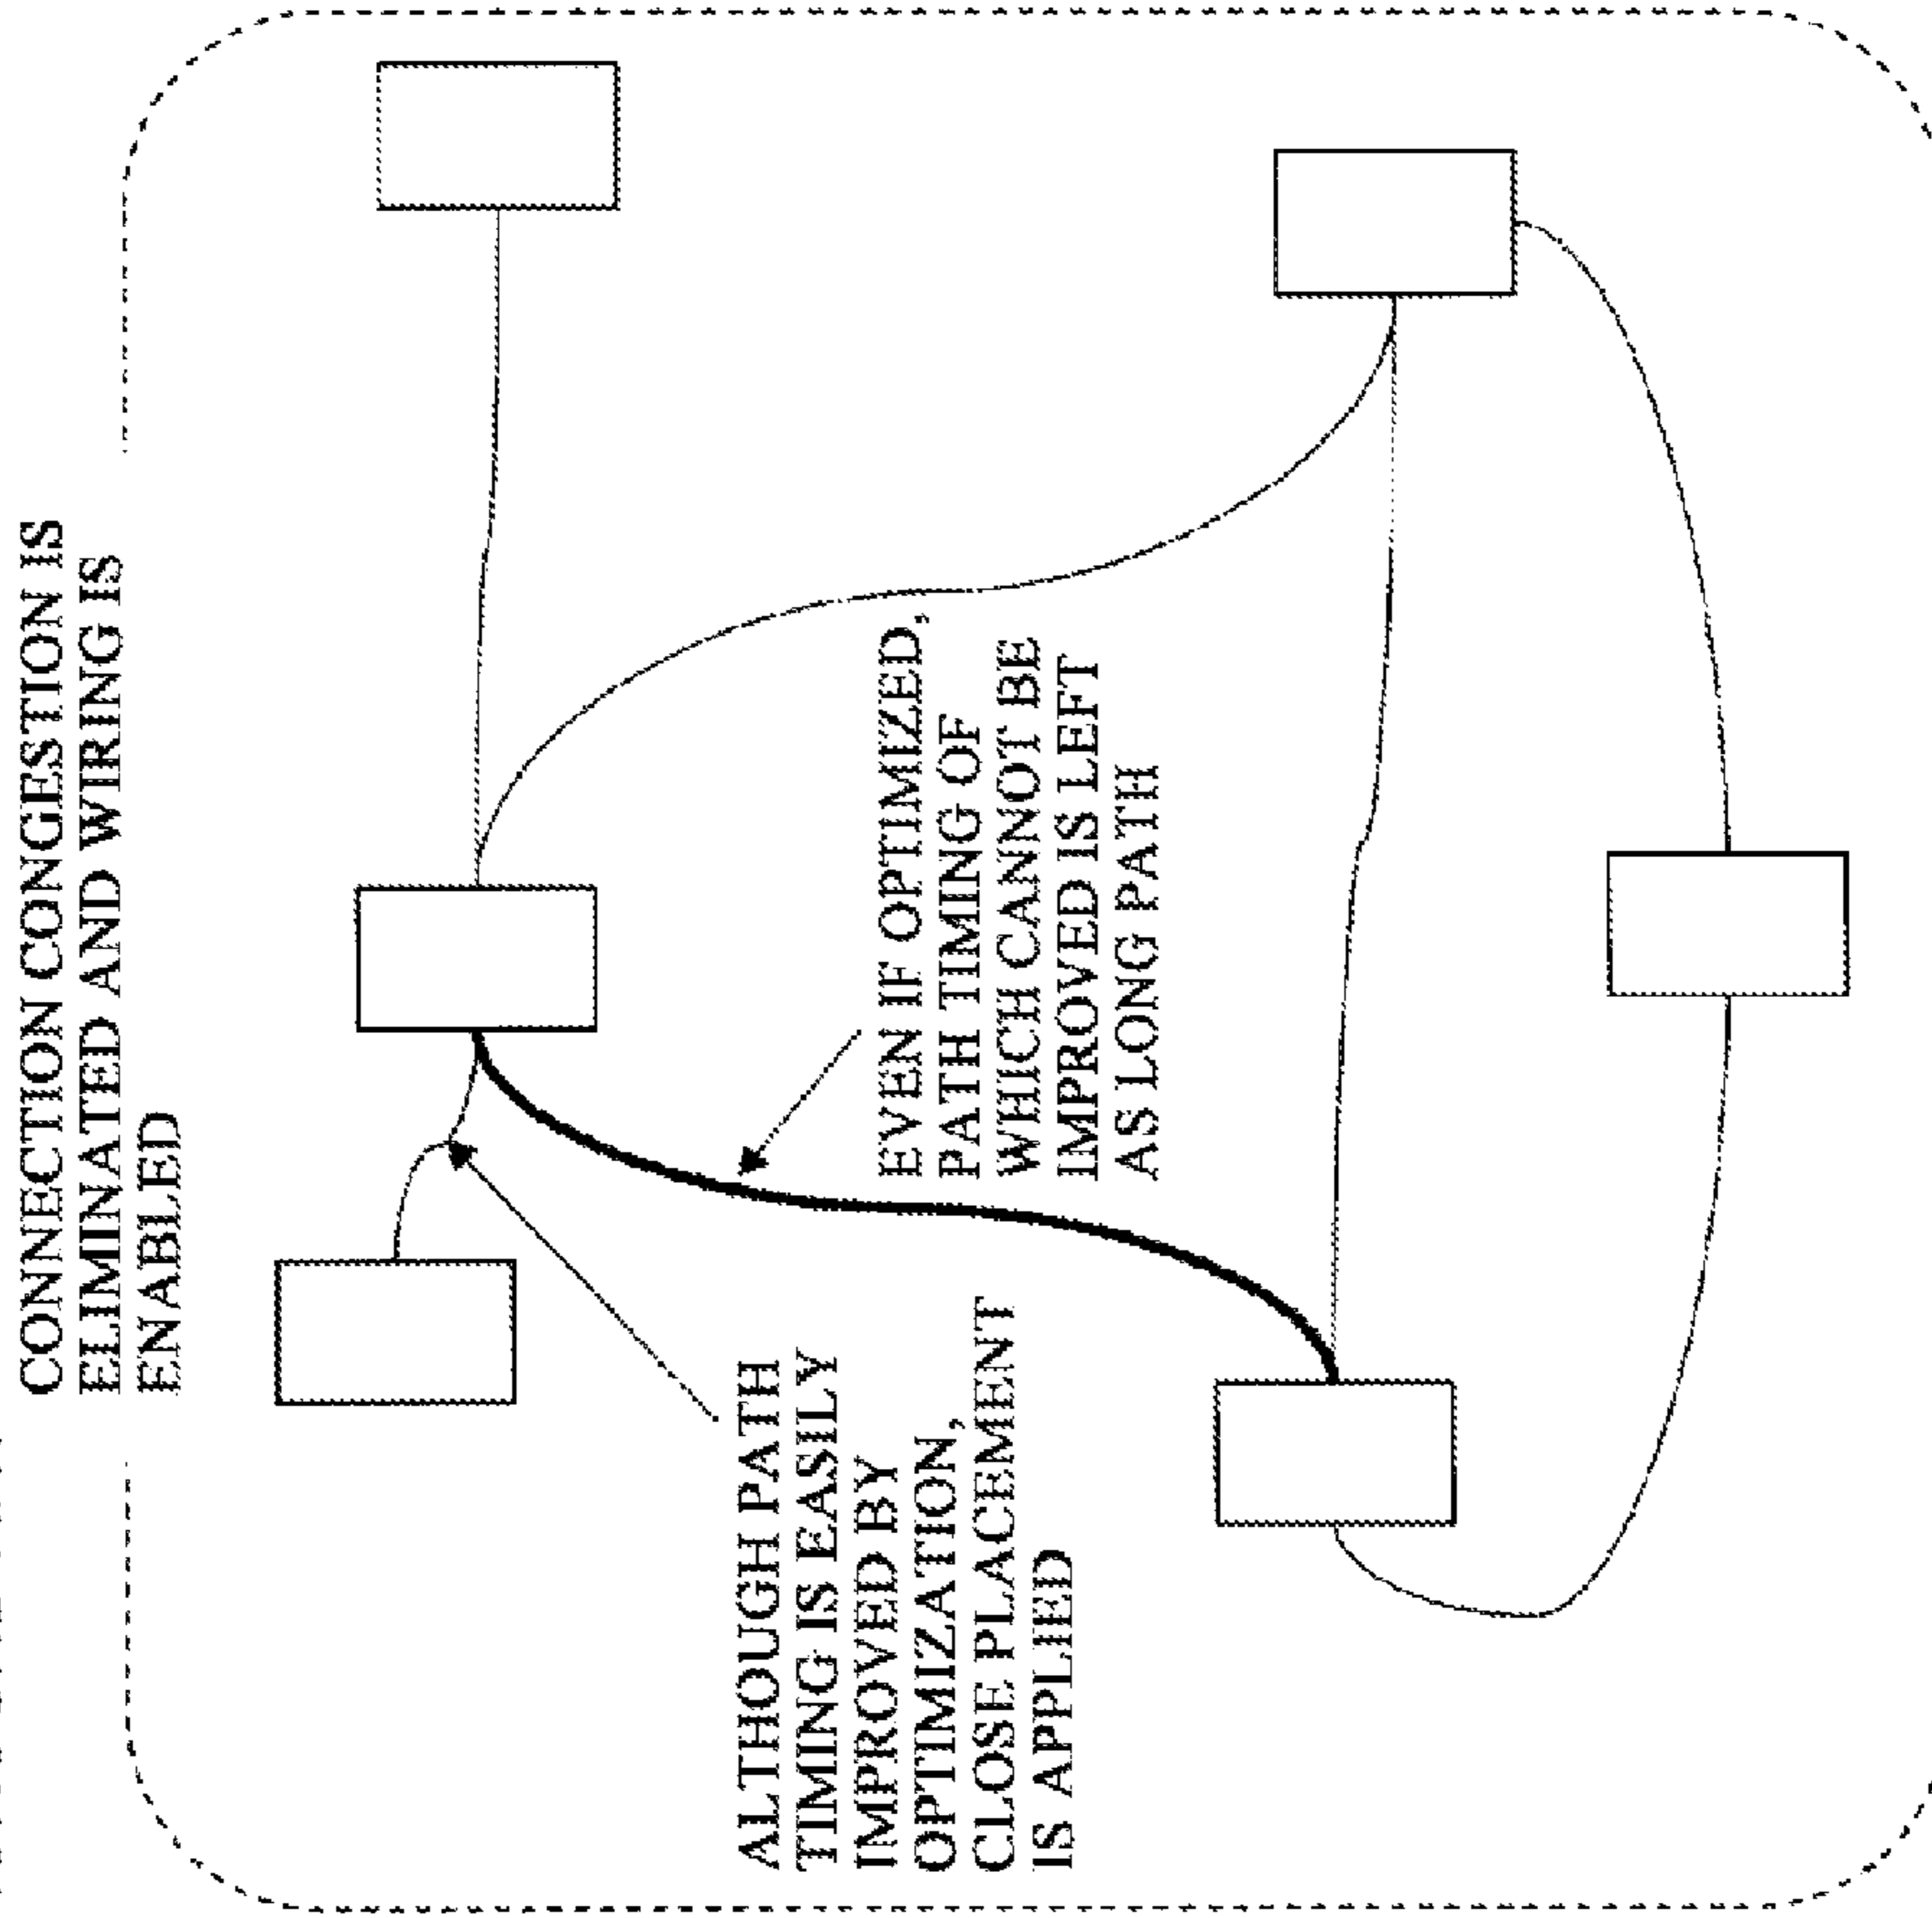 CONNECTION CONGESTION IS
ELIMINATED AND WIRING IS
ENABLED
ALTHOUGH PATH
TIMING IS EASILY
IMPROVED BY
OPTIMIZATION,
CLOSE PLACEMENT
IS APPLIED
EVEN IF OPTIMIZED,
PATH TIMING OF
WHICH CANNOT BE
IMPROVED IS LEFT
AS LONG PATH